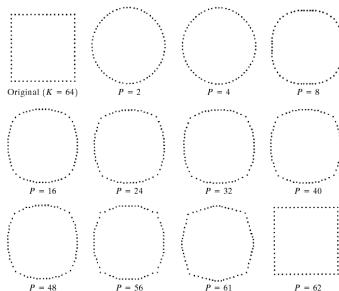 Original (K = 64)
P = 2
P = 4
P = 8
P = 16
P = 24
P = 32
P = 40
P = 48
P = 56
P = 61
P = 62